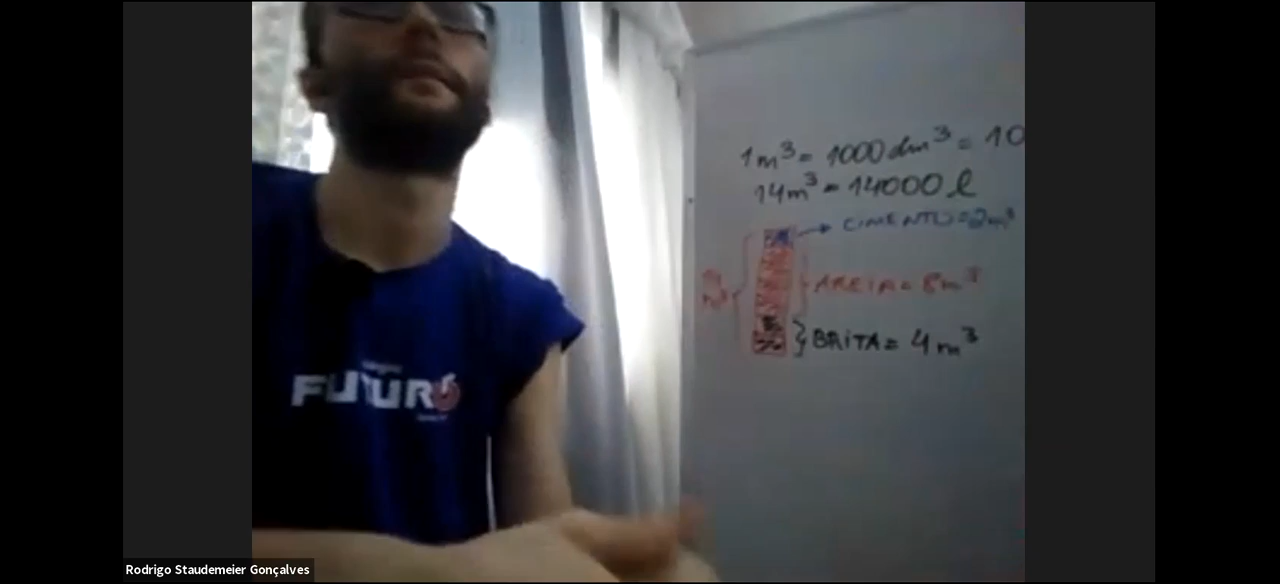 1m³ = 1000 dm³ = 10
14m³ = 14000 l
CIMENTO = 2m³
AREIA = 8m³
BRITA = 4m³
FUTURO
Rodrigo Staudemeier Gonçalves